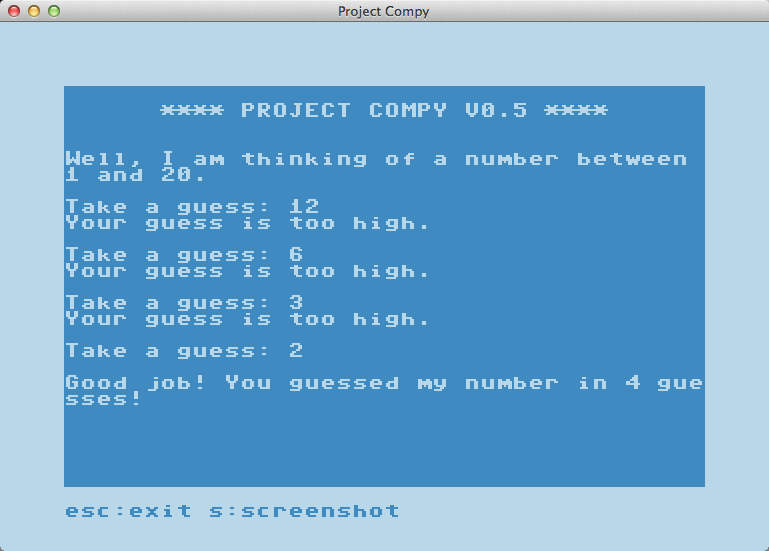 Project Compy
**** PROJECT COMPY V0.5 ****
Well, I am thinking of a number between
1 and 20.
Take a guess: 12
Your guess is too high.
Take a guess: 6
Your guess is too high.
Take a guess: 3
Your guess is too high.
Take a guess: 2
Good job! You guessed my number in 4 gue
sses!
esc:exit s:screenshot